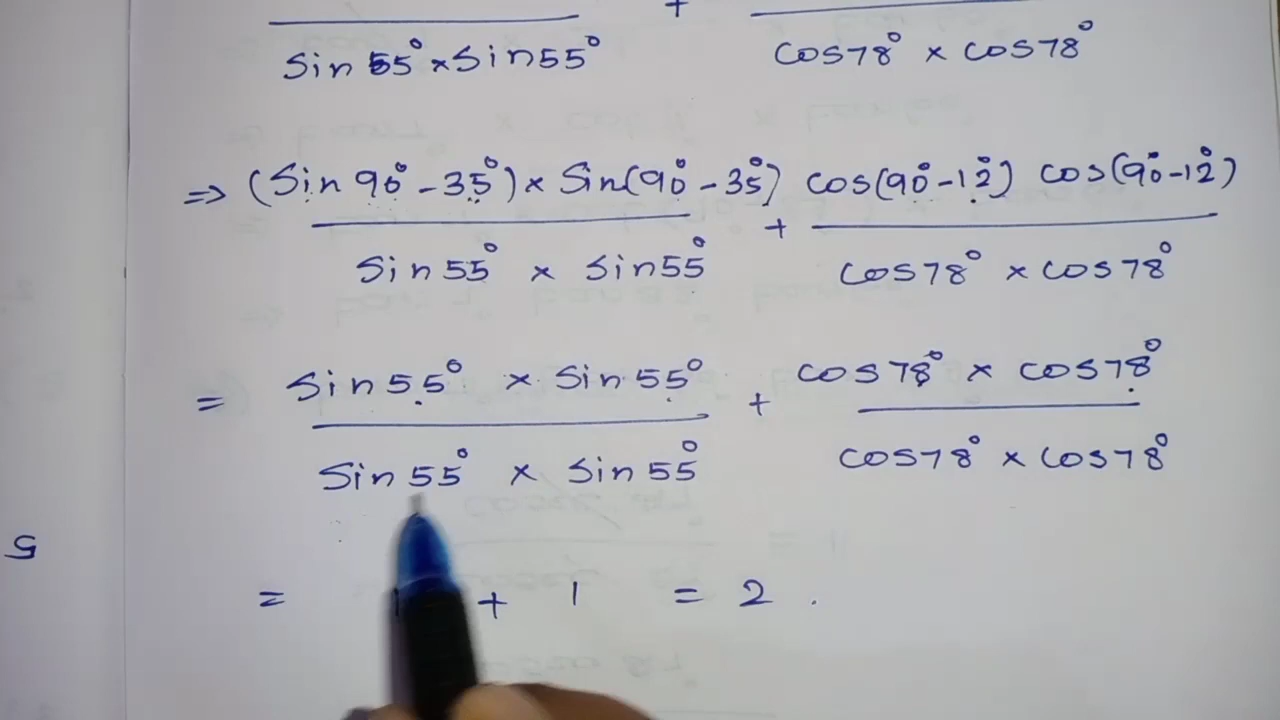 +
Sin 55° × Sin 55° cos 78° × cos 78°
⇒ (Sin 90° - 35°) × Sin(90° - 35°) + cos(90° - 12°) cos(90° - 12°)
Sin 55° × Sin 55° cos 78° × cos 78°
= Sin 55° × Sin 55° + cos 78° × cos 78°
Sin 55° × Sin 55° cos 78° × cos 78°
5
= 1 + 1 = 2 .